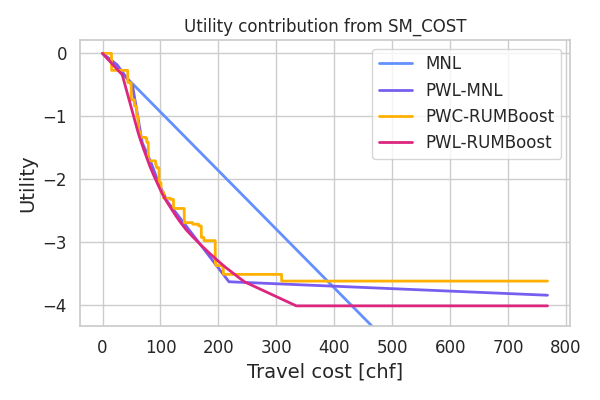 Utility contribution from SM_COST
MNL
PWL-MNL
PWC-RUMBoost
PWL-RUMBoost
Utility
0
−1
−2
−3
−4
0 100 200 300 400 500 600 700 800
Travel cost [chf]